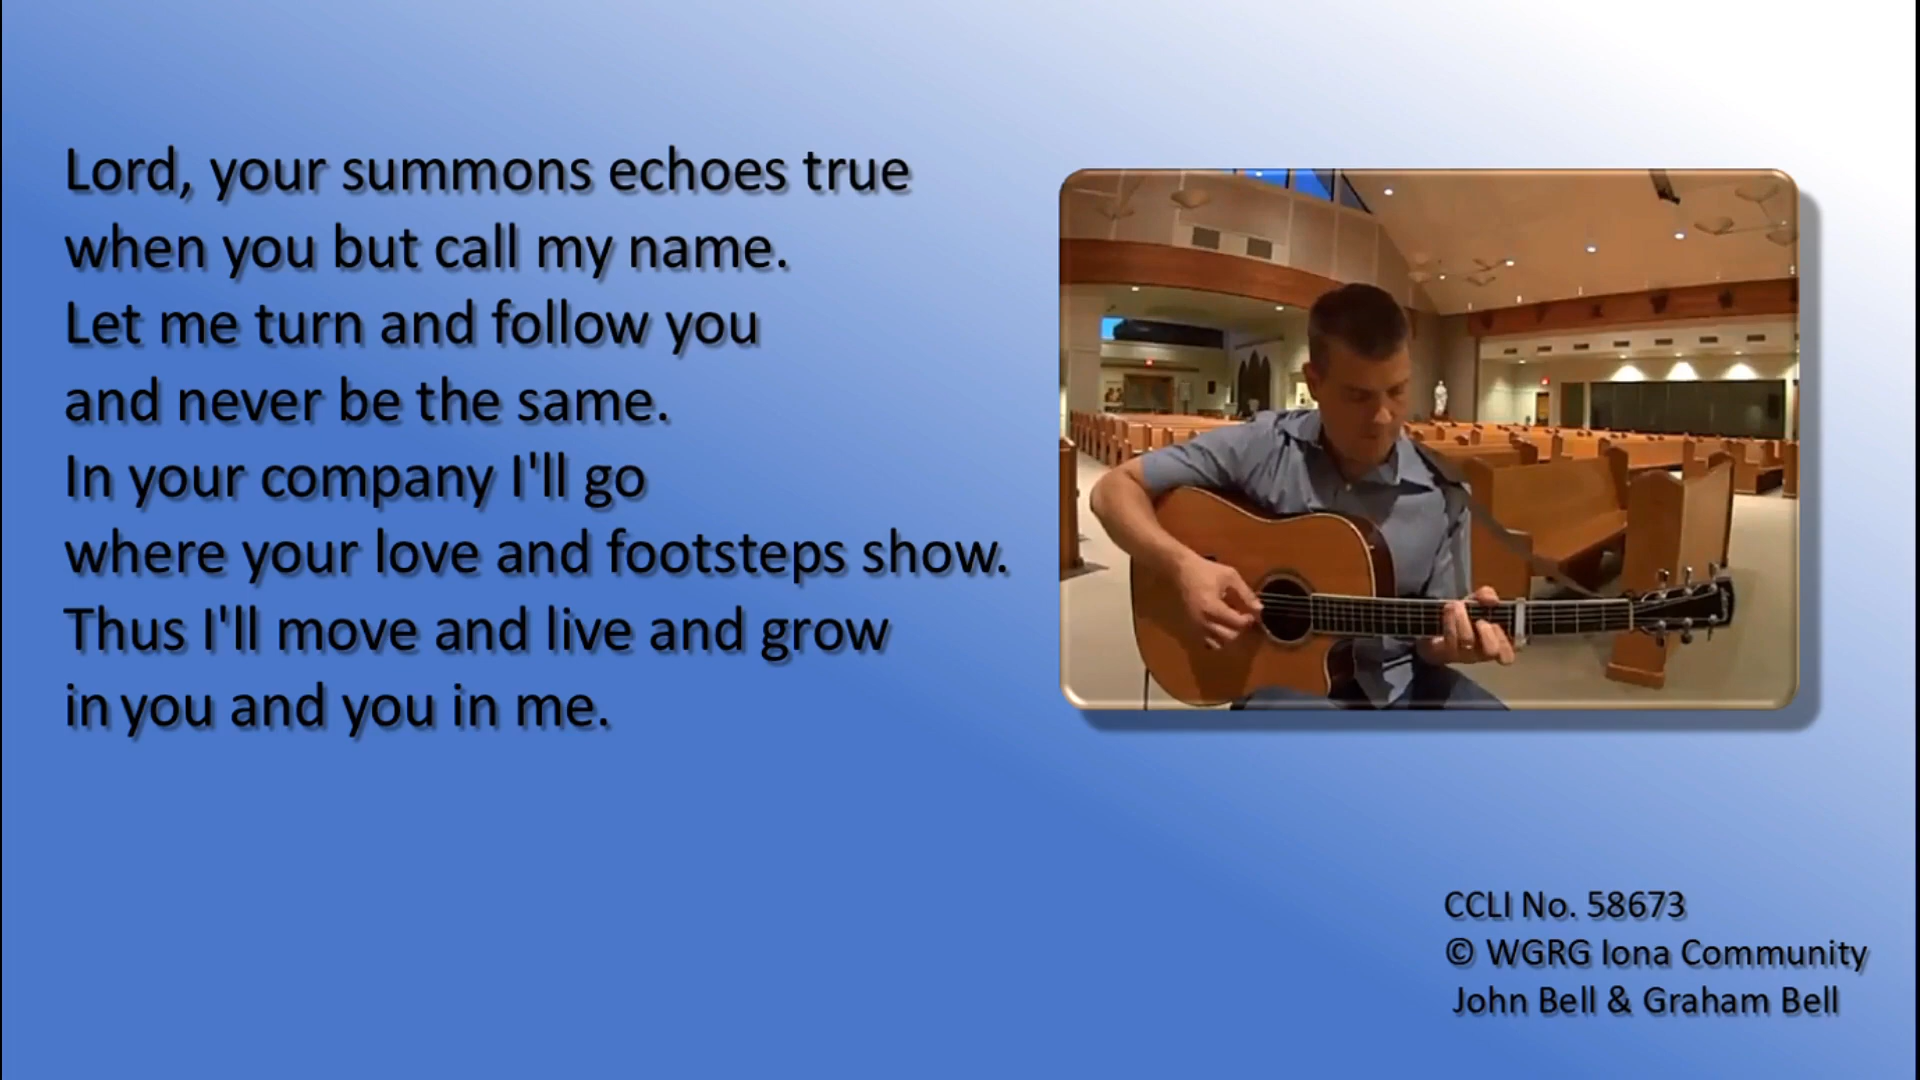 Lord, your summons echoes true
when you but call my name.
Let me turn and follow you
and never be the same.
In your company I'll go
where your love and footsteps show.
Thus I'll move and live and grow
in you and you in me.
CCLI No. 58673
© WGRG Iona Community
John Bell & Graham Bell